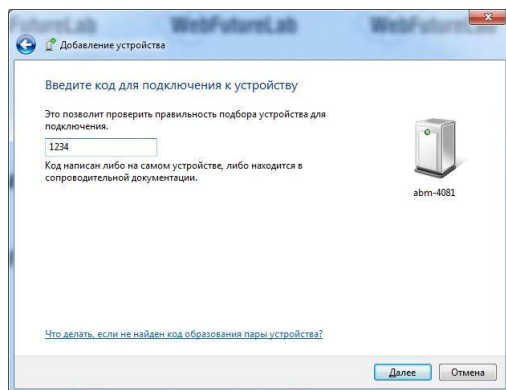 WebFutureLab
Добавление устройства
Введите код для подключения к устройству
Это позволит проверить правильность подбора устройства для
подключения.
1234
Код написан либо на самом устройстве, либо находится в
сопроводительной документации.
abm-4081
Что делать, если не найден код образования пары устройства?
Далее Отмена